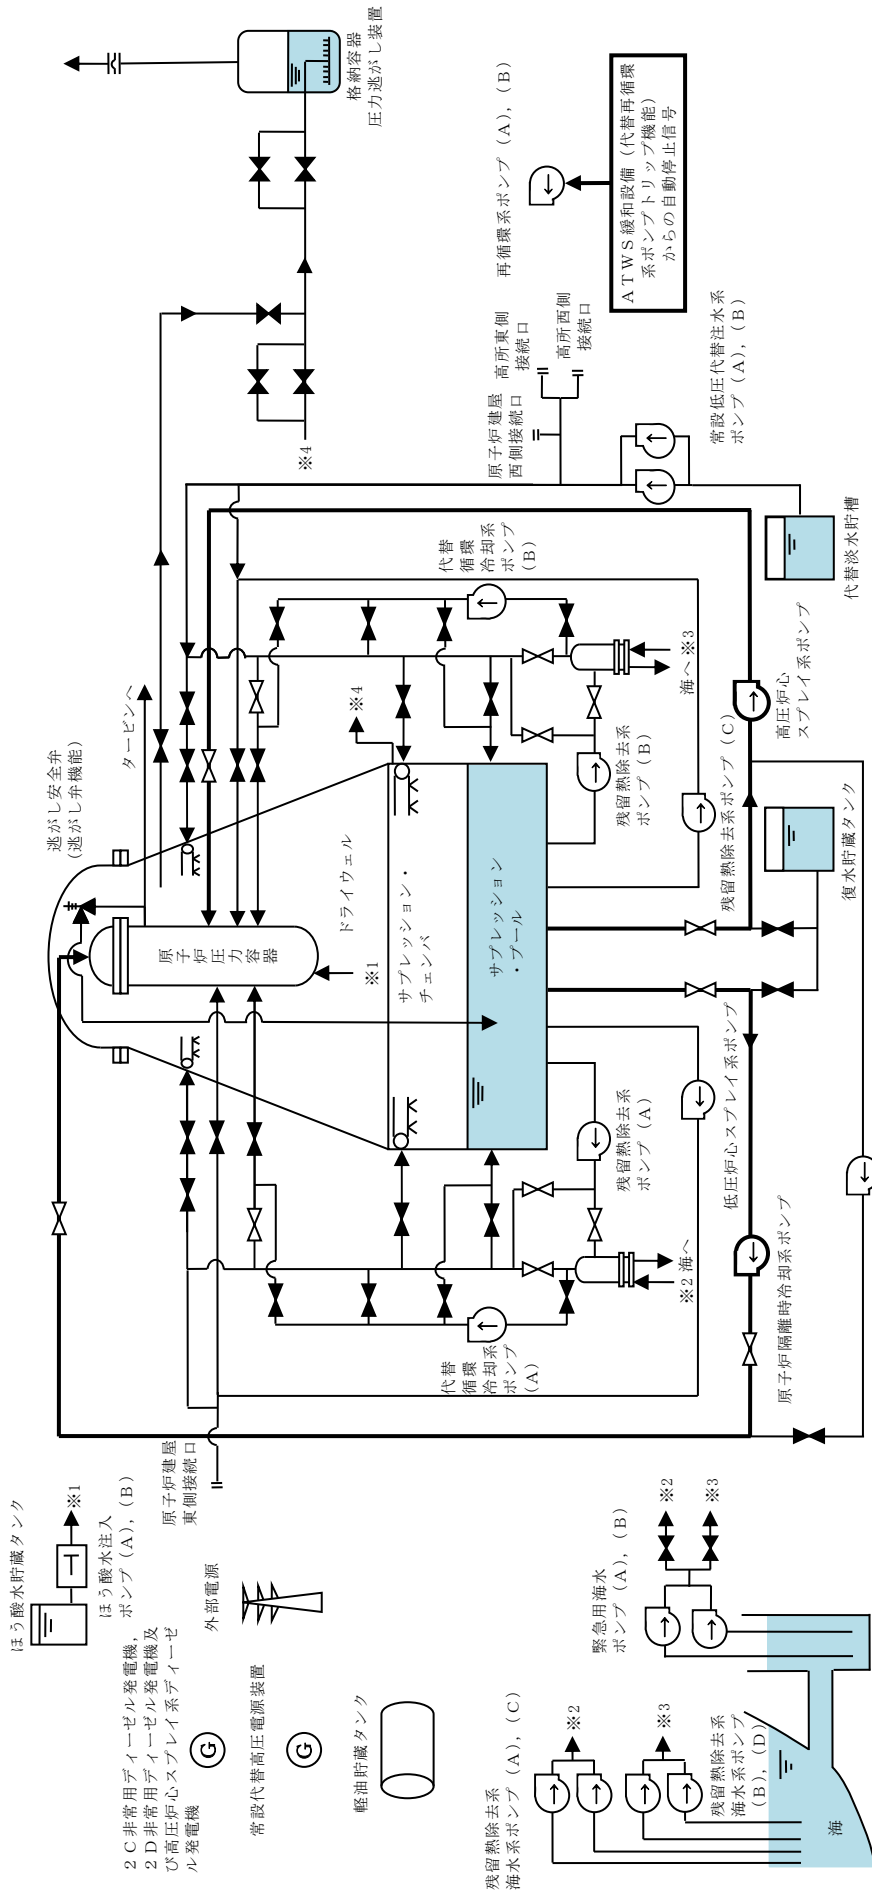 ほう酸水貯蔵タンク
※1
ほう酸水注入
ポンプ（A），（B）
2C非常用ディーゼル発電機，
2D非常用ディーゼル発電機及
び高圧炉心スプレイ系ディーゼ
ル発電機
G
外部電源
常設代替高圧電源装置
G
軽油貯蔵タンク
残留熱除去系
海水系ポンプ（A），（C）
※2
※3
残留熱除去系
海水系ポンプ
（B），（D）
緊急用海水
ポンプ（A），（B）
※2
※3
海
原子炉建屋
東側接続口
代替
循環
冷却系
ポンプ
（A）
※2
海へ
原子炉隔離時冷却系ポンプ
低圧炉心スプレイ系ポンプ
残留熱除去系
ポンプ（A）
逃がし安全弁
（逃がし弁機能）
タービンへ
原子炉圧力容器
※1
ドライウェル
サプレッション・
チェンバ
サプレッション
・プール
※4
残留熱除去系
ポンプ（B）
海へ
※3
残留熱除去系ポンプ（C）
高圧炉心
スプレイ系ポンプ
復水貯蔵タンク
代替淡水貯槽
代替
循環
冷却系
ポンプ
（B）
※4
原子炉建屋
西側接続口
高所東側
接続口
高所西側
接続口
常設低圧代替注水系
ポンプ（A），（B）
再循環系ポンプ（A），（B）
ATWS緩和設備（代替再循環
系ポンプトリップ機能）
からの自動停止信号
格納容器
圧力逃がし装置